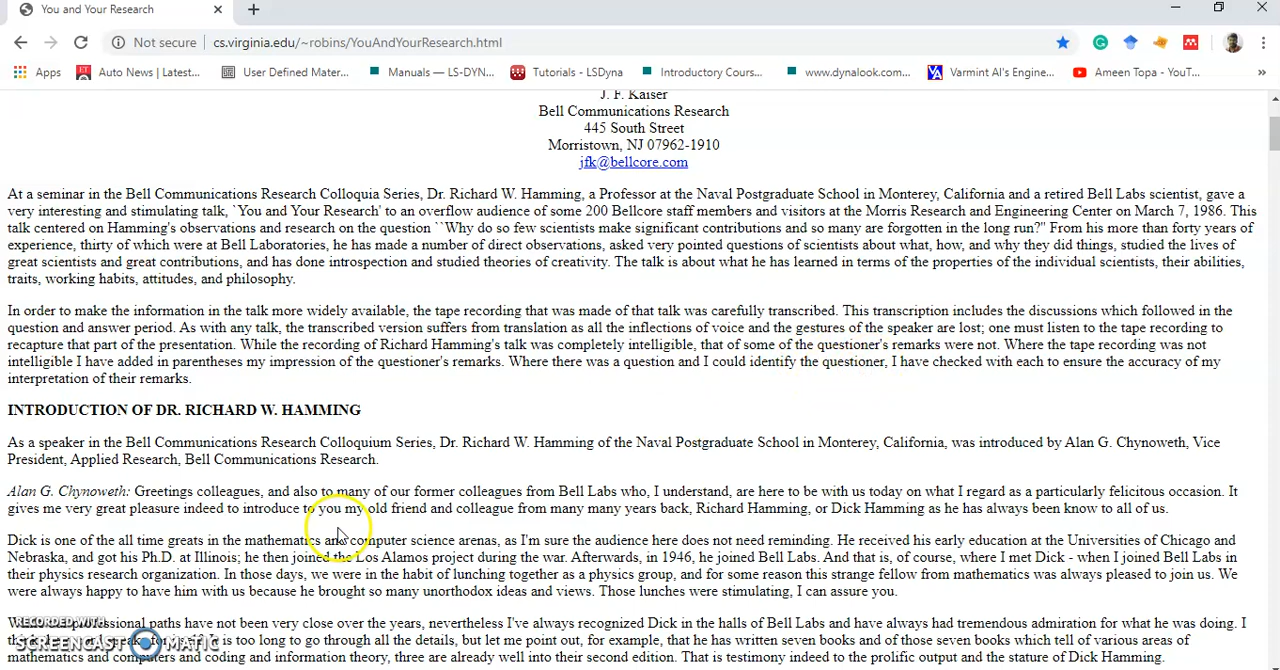 You and Your Research
Not secure cs.virginia.edu/~robins/YouAndYourResearch.html
Apps Auto News | Latest... User Defined Mater... Manuals — LS-DYN... Tutorials - LSDyna Introductory Cours... www.dynalook.com... Varmint Al's Engine... Ameen Topa - YouT... »
J. F. Kaiser
Bell Communications Research
445 South Street
Morristown, NJ 07962-1910
jfk@bellcore.com
At a seminar in the Bell Communications Research Colloquia Series, Dr. Richard W. Hamming, a Professor at the Naval Postgraduate School in Monterey, California and a retired Bell Labs scientist, gave a
very interesting and stimulating talk, `You and Your Research' to an overflow audience of some 200 Bellcore staff members and visitors at the Morris Research and Engineering Center on March 7, 1986. This
talk centered on Hamming's observations and research on the question ``Why do so few scientists make significant contributions and so many are forgotten in the long run?'' From his more than forty years of
experience, thirty of which were at Bell Laboratories, he has made a number of direct observations, asked very pointed questions of scientists about what, how, and why they did things, studied the lives of
great scientists and great contributions, and has done introspection and studied theories of creativity. The talk is about what he has learned in terms of the properties of the individual scientists, their abilities,
traits, working habits, attitudes, and philosophy.
In order to make the information in the talk more widely available, the tape recording that was made of that talk was carefully transcribed. This transcription includes the discussions which followed in the
question and answer period. As with any talk, the transcribed version suffers from translation as all the inflections of voice and the gestures of the speaker are lost; one must listen to the tape recording to
recapture that part of the presentation. While the recording of Richard Hamming's talk was completely intelligible, that of some of the questioner's remarks were not. Where the tape recording was not
intelligible I have added in parentheses my impression of the questioner's remarks. Where there was a question and I could identify the questioner, I have checked with each to ensure the accuracy of my
interpretation of their remarks.
INTRODUCTION OF DR. RICHARD W. HAMMING
As a speaker in the Bell Communications Research Colloquium Series, Dr. Richard W. Hamming of the Naval Postgraduate School in Monterey, California, was introduced by Alan G. Chynoweth, Vice
President, Applied Research, Bell Communications Research.
Alan G. Chynoweth: Greetings colleagues, and also to many of our former colleagues from Bell Labs who, I understand, are here to be with us today on what I regard as a particularly felicitous occasion. It
gives me very great pleasure indeed to introduce to you my old friend and colleague from many many years back, Richard Hamming, or Dick Hamming as he has always been know to all of us.
Dick is one of the all time greats in the mathematics and computer science arenas, as I'm sure the audience here does not need reminding. He received his early education at the Universities of Chicago and
Nebraska, and got his Ph.D. at Illinois; he then joined the Los Alamos project during the war. Afterwards, in 1946, he joined Bell Labs. And that is, of course, where I met Dick - when I joined Bell Labs in
their physics research organization. In those days, we were in the habit of lunching together as a physics group, and for some reason this strange fellow from mathematics was always pleased to join us. We
were always happy to have him with us because he brought so many unorthodox ideas and views. Those lunches were stimulating, I can assure you.
professional paths have not been very close over the years, nevertheless I've always recognized Dick in the halls of Bell Labs and have always had tremendous admiration for what he was doing. I
is too long to go through all the details, but let me point out, for example, that he has written seven books and of those seven books which tell of various areas of
mathematics and computers and coding and information theory, three are already well into their second edition. That is testimony indeed to the prolific output and the stature of Dick Hamming.
RECORDED WITH
SCREENCAST MATIC